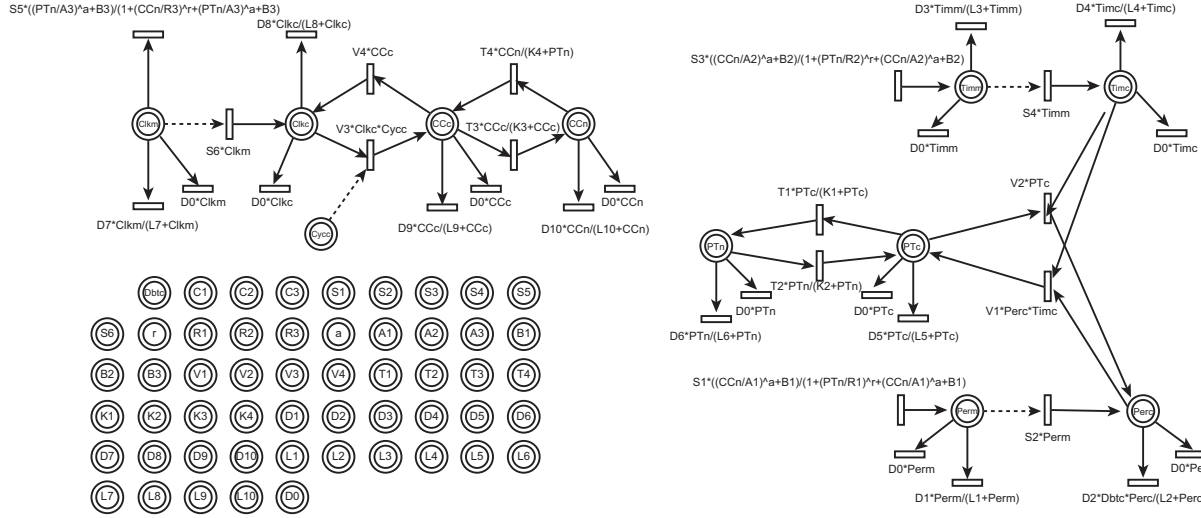 S5*((PTn/A3)^a+B3)/(1+(CCn/R3)^r+(PTn/A3)^a+B3)
D8*Clkc/(L8+Clkc)
V4*CCc
T4*CCn/(K4+PTn)
Clkm
Clkc
CCc
CCn
S6*Clkm
V3*Clkc*Cycc
T3*CCc/(K3+CCc)
D0*Clkm
D0*Clkc
D0*CCc
D0*CCn
D7*Clkm/(L7+Clkm)
Cycc
D9*CCc/(L9+CCc)
D10*CCn/(L10+CCn)
Dbtc C1 C2 C3 S1 S2 S3 S4 S5
S6 r R1 R2 R3 a A1 A2 A3 B1
B2 B3 V1 V2 V3 V4 T1 T2 T3 T4
K1 K2 K3 K4 D1 D2 D3 D4 D5 D6
D7 D8 D9 D10 L1 L2 L3 L4 L5 L6
L7 L8 L9 L10 D0
D3*Timm/(L3+Timm)
D4*Timc/(L4+Timc)
S3*((CCn/A2)^a+B2)/(1+(PTn/R2)^r+(CCn/A2)^a+B2)
Timm
Timc
S4*Timm
D0*Timm
D0*Timc
T1*PTc/(K1+PTc)
V2*PTc
PTn
PTc
T2*PTn/(K2+PTn)
D0*PTn
D0*PTc
V1*Perc*Timc
D6*PTn/(L6+PTn)
D5*PTc/(L5+PTc)
S1*((CCn/A1)^a+B1)/(1+(PTn/R1)^r+(CCn/A1)^a+B1)
Perm
Perc
S2*Perm
D0*Perm
D0*Pe
D1*Perm/(L1+Perm)
D2*Dbtc*Perc/(L2+Perc